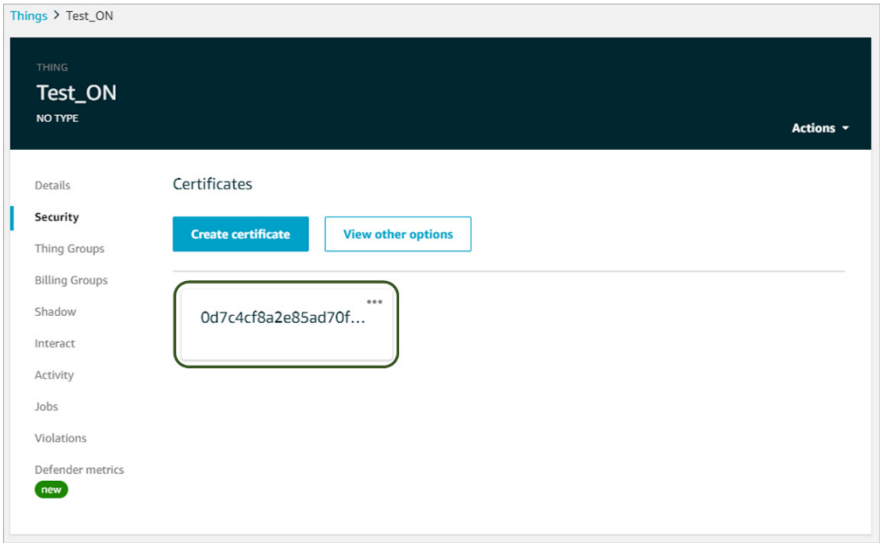 Things > Test_ON
THING
Test_ON
NO TYPE
Actions
Details
Security
Thing Groups
Billing Groups
Shadow
Interact
Activity
Jobs
Violations
Defender metrics
new
Certificates
Create certificate
View other options
0d7c4cf8a2e85ad70f...